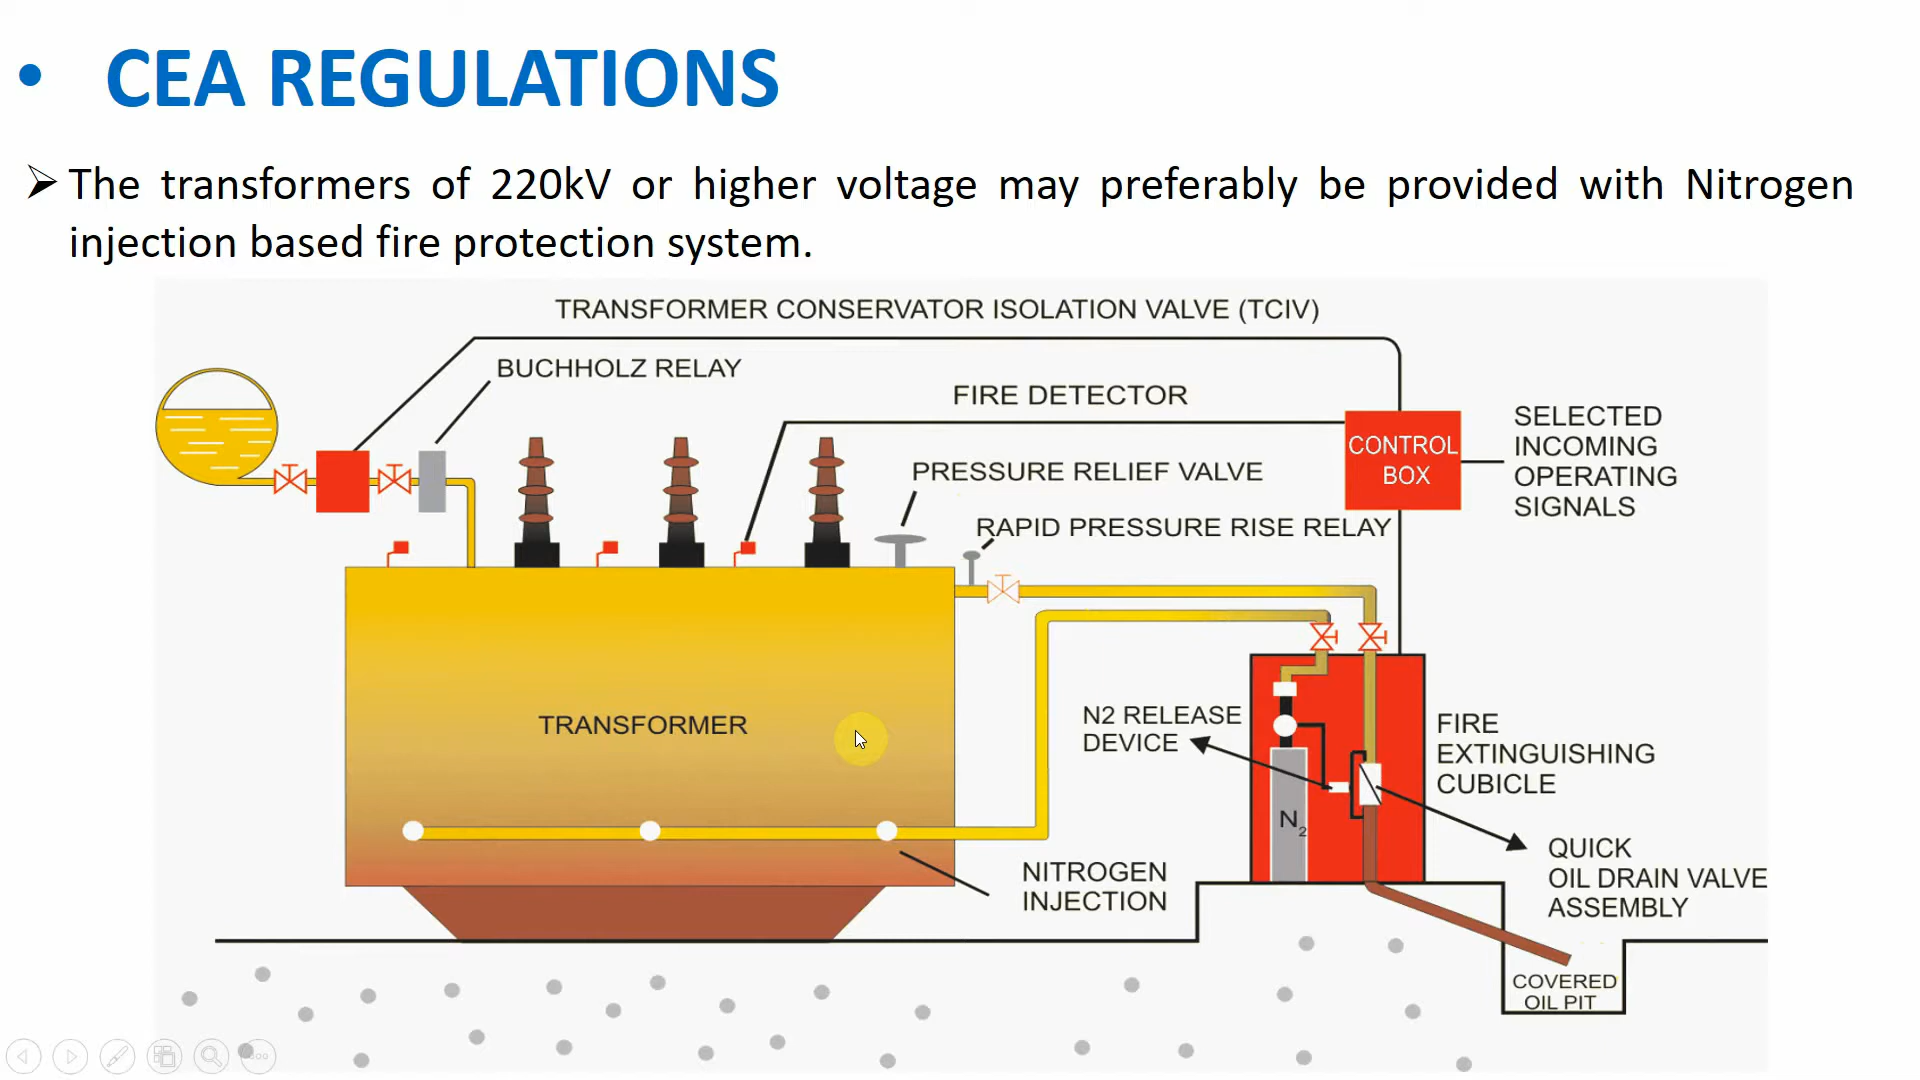 • CEA REGULATIONS
➢ The transformers of 220kV or higher voltage may preferably be provided with Nitrogen
injection based fire protection system.
TRANSFORMER CONSERVATOR ISOLATION VALVE (TCIV)
BUCHHOLZ RELAY
FIRE DETECTOR
PRESSURE RELIEF VALVE
RAPID PRESSURE RISE RELAY
CONTROL
BOX
SELECTED
INCOMING
OPERATING
SIGNALS
TRANSFORMER
N2 RELEASE
DEVICE
N2
FIRE
EXTINGUISHING
CUBICLE
NITROGEN
INJECTION
QUICK
OIL DRAIN VALVE
ASSEMBLY
COVERED
OIL PIT